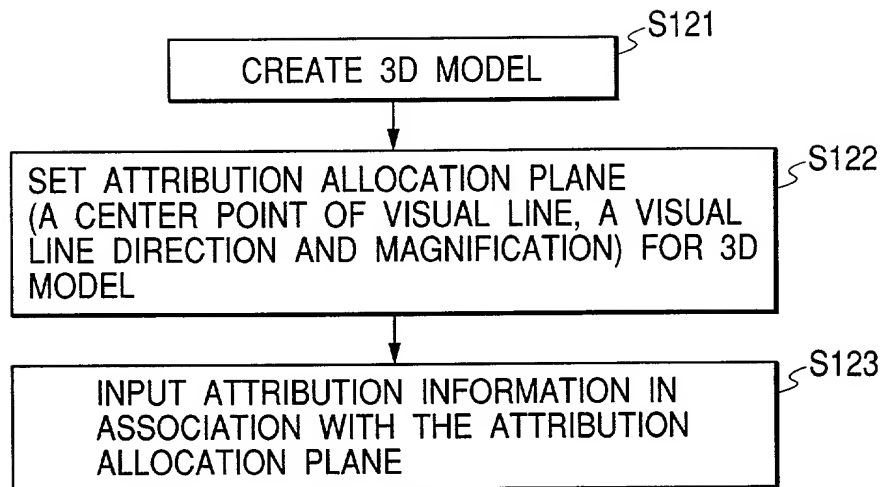 S121
CREATE 3D MODEL
S122
SET ATTRIBUTION ALLOCATION PLANE
(A CENTER POINT OF VISUAL LINE, A VISUAL
LINE DIRECTION AND MAGNIFICATION) FOR 3D
MODEL
S123
INPUT ATTRIBUTION INFORMATION IN
ASSOCIATION WITH THE ATTRIBUTION
ALLOCATION PLANE